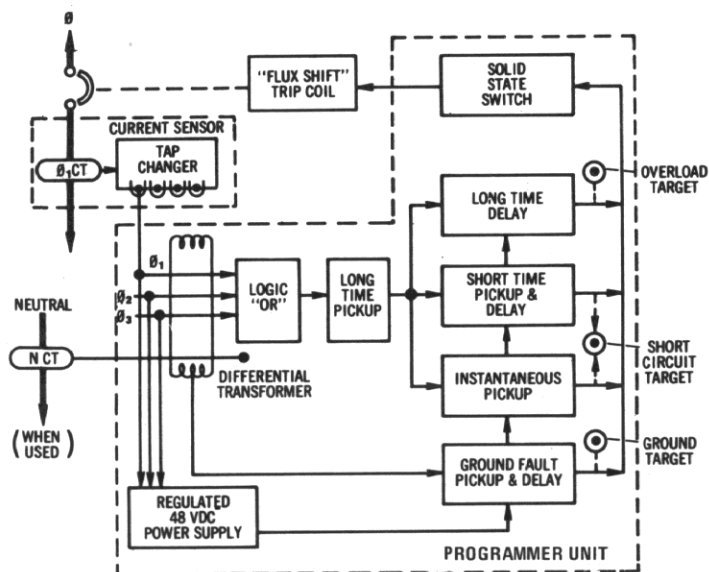 Ø
"FLUX SHIFT"
TRIP COIL
SOLID
STATE
SWITCH
CURRENT SENSOR
TAP
CHANGER
Ø₁CT
OVERLOAD
TARGET
LONG TIME
DELAY
Ø₁
Ø₂
Ø₃
LOGIC
"OR"
LONG
TIME
PICKUP
SHORT TIME
PICKUP &
DELAY
NEUTRAL
N CT
DIFFERENTIAL
TRANSFORMER
INSTANTANEOUS
PICKUP
SHORT
CIRCUIT
TARGET
(WHEN
USED)
GROUND FAULT
PICKUP & DELAY
GROUND
TARGET
REGULATED
48 VDC
POWER SUPPLY
PROGRAMMER UNIT